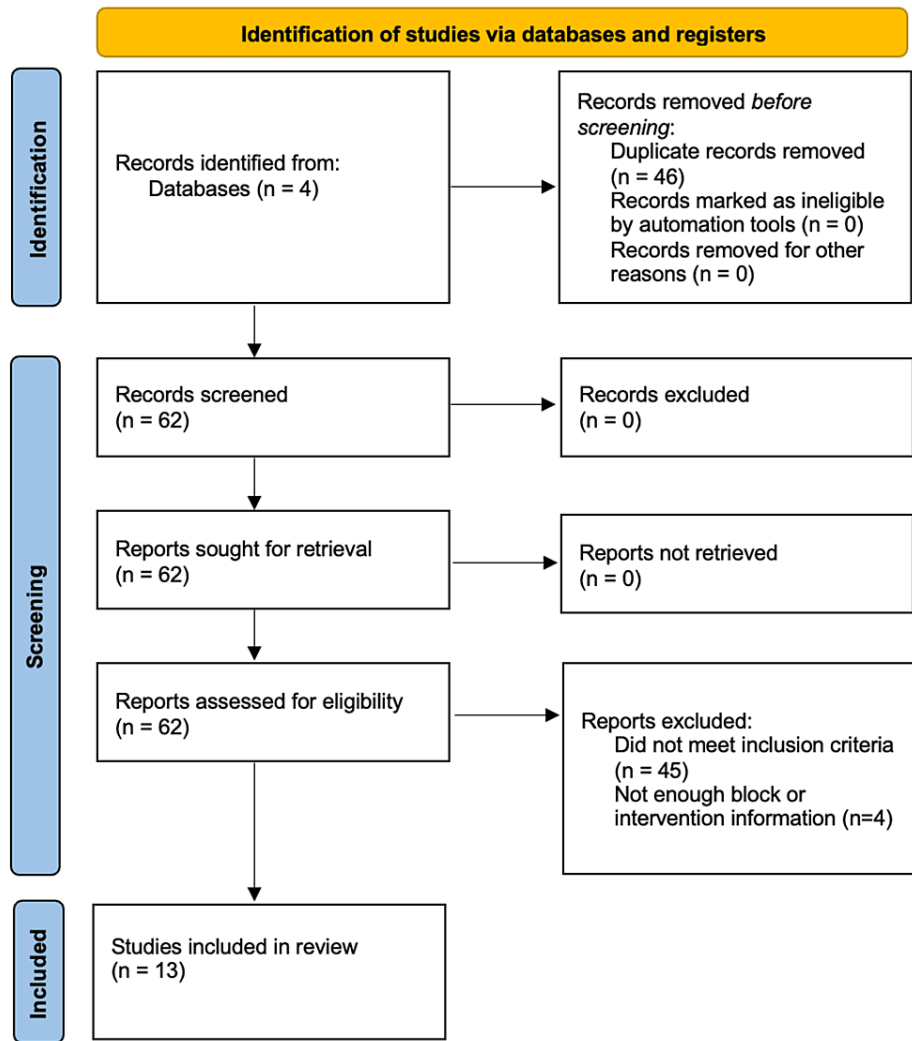 Identification of studies via databases and registers
Identification
Records identified from:
Databases (n = 4)
Records removed before
screening:
Duplicate records removed
(n = 46)
Records marked as ineligible
by automation tools (n = 0)
Records removed for other
reasons (n = 0)
Screening
Records screened
(n = 62)
Records excluded
(n = 0)
Reports sought for retrieval
(n = 62)
Reports not retrieved
(n = 0)
Reports assessed for eligibility
(n = 62)
Reports excluded:
Did not meet inclusion criteria
(n = 45)
Not enough block or
intervention information (n=4)
Included
Studies included in review
(n = 13)